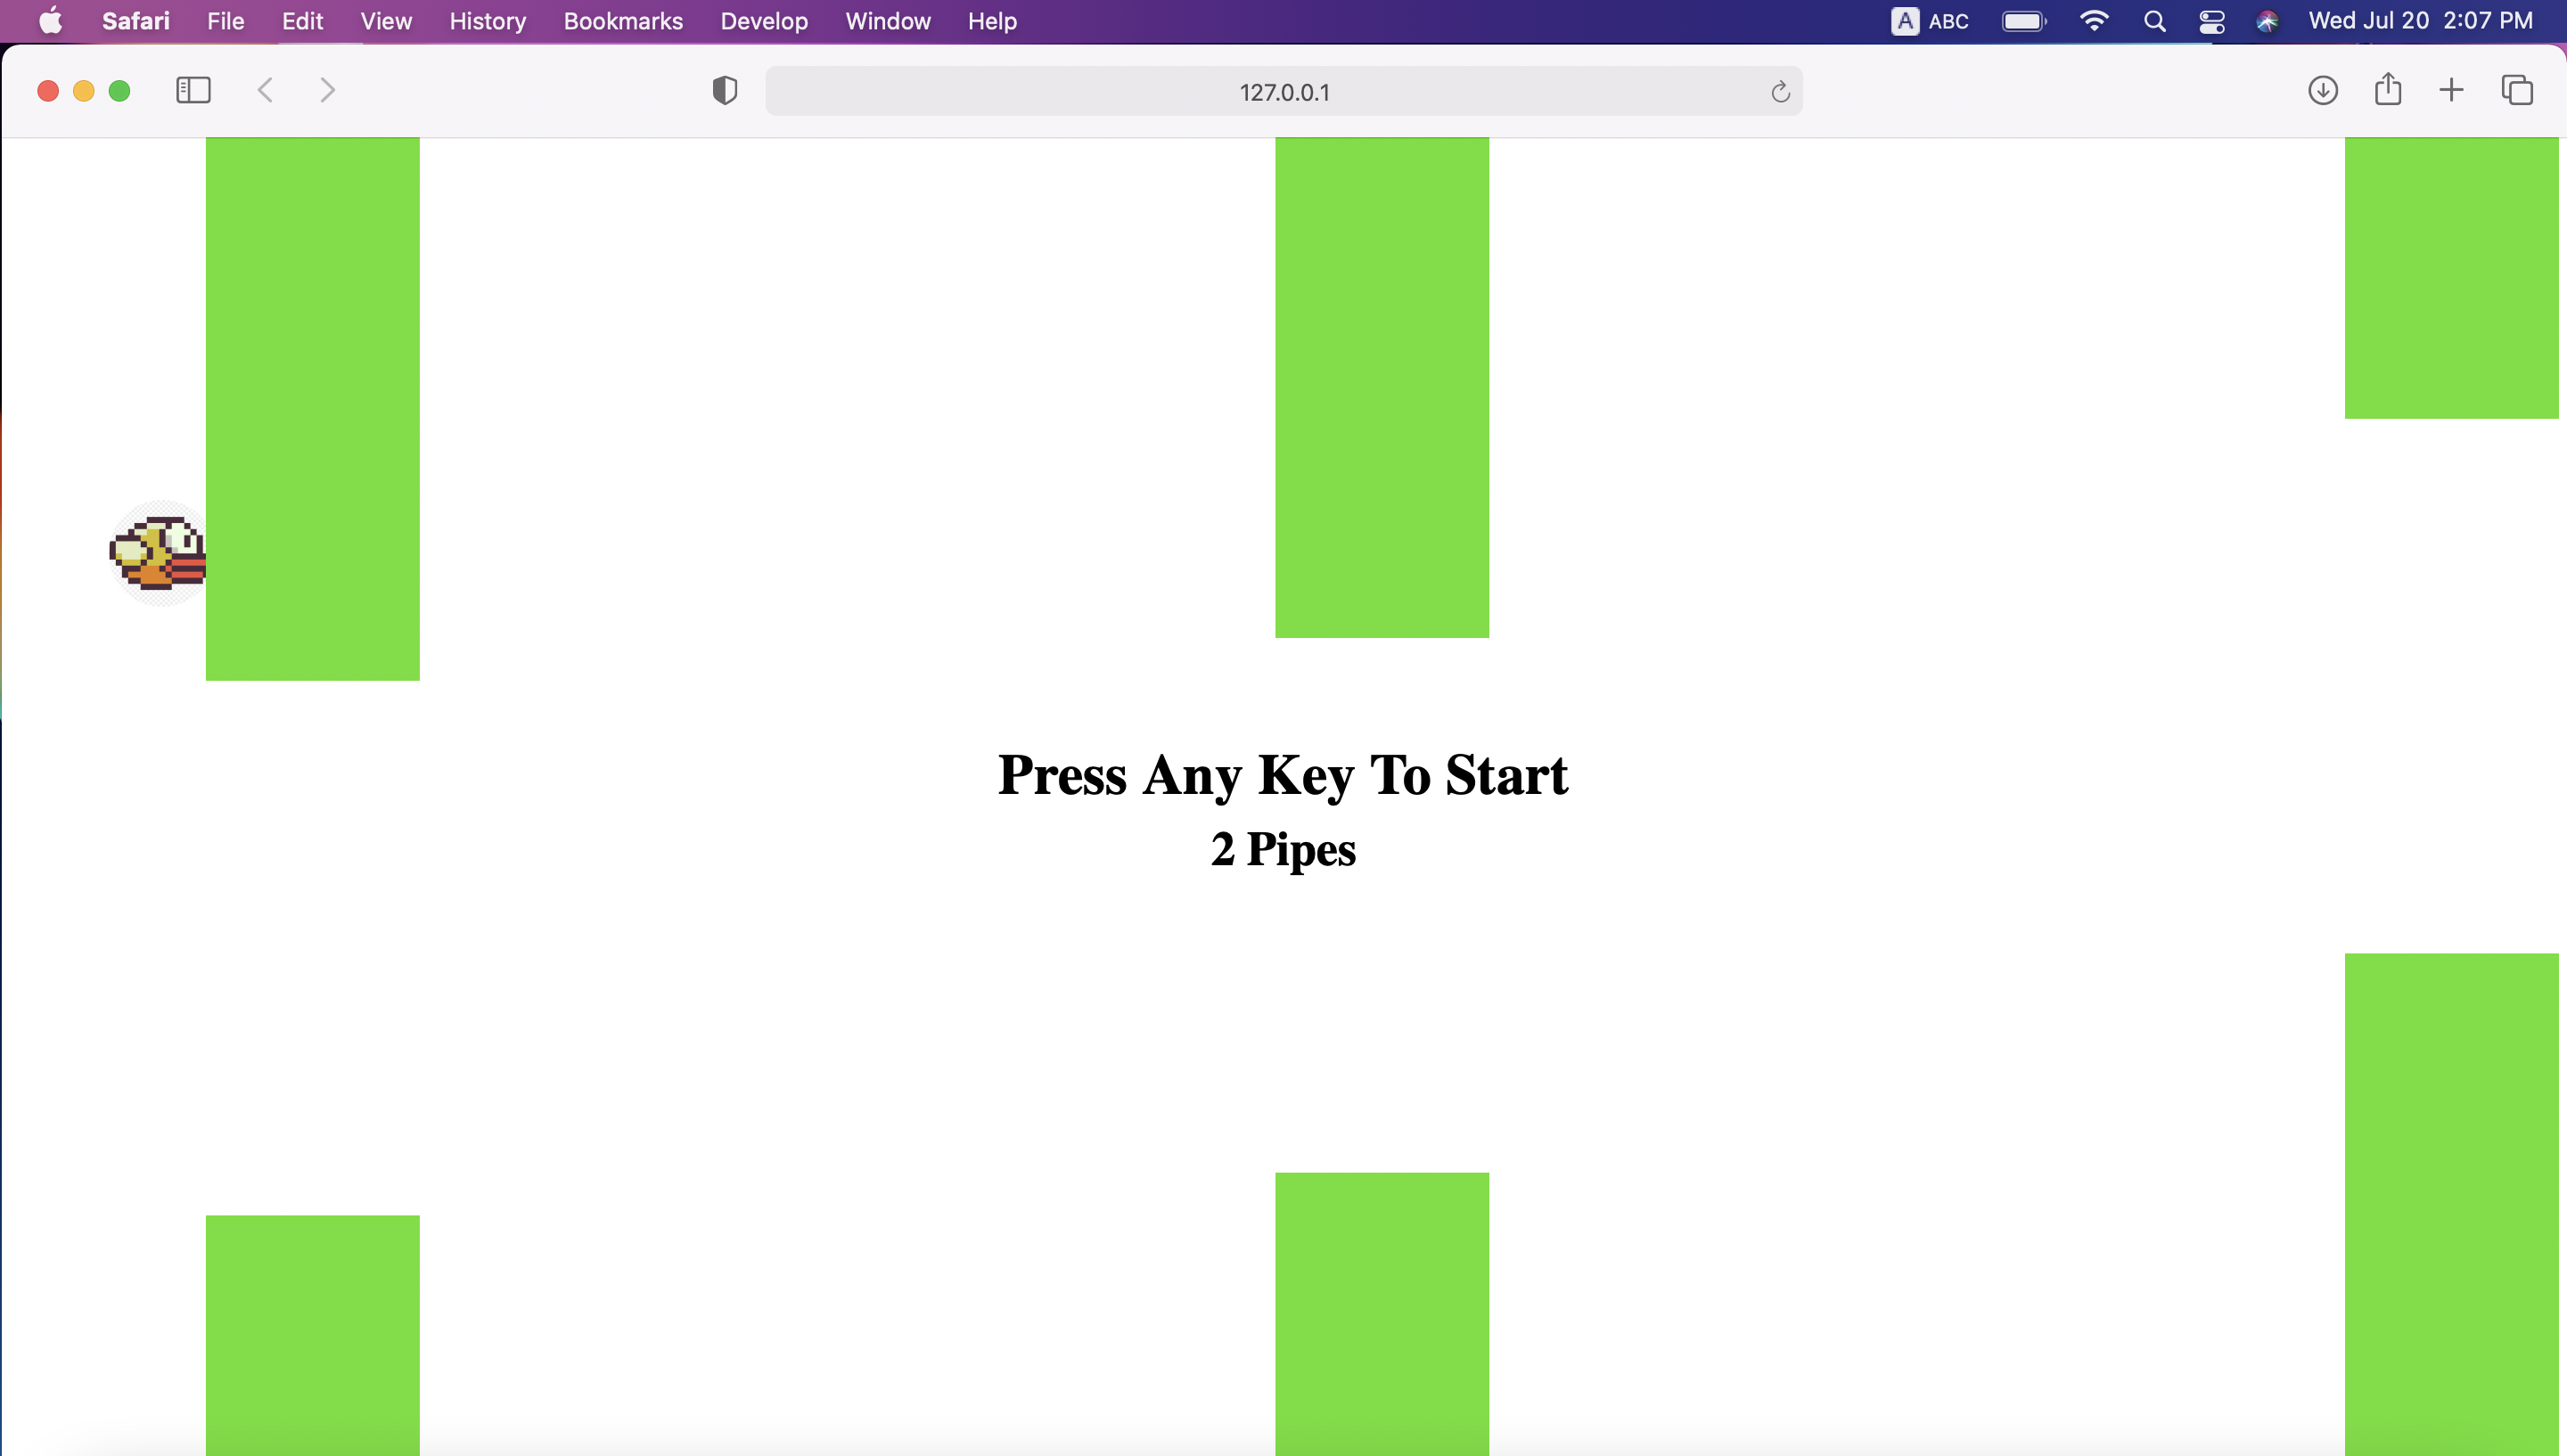 Safari File Edit View History Bookmarks Develop Window Help A ABC Wed Jul 20 2:07 PM
127.0.0.1
Press Any Key To Start
2 Pipes